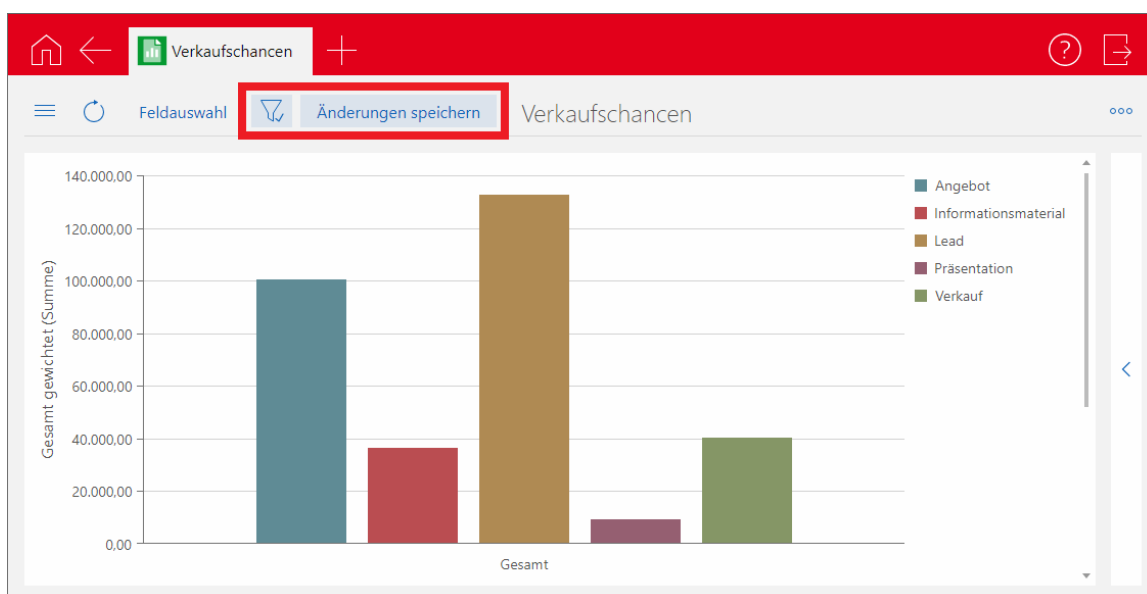 Verkaufschancen
?
Feldauswahl
Änderungen speichern
Verkaufschancen
140.000,00
120.000,00
100.000,00
80.000,00
60.000,00
40.000,00
20.000,00
0,00
Gesamt gewichtet (Summe)
Gesamt
Angebot
Informationsmaterial
Lead
Präsentation
Verkauf